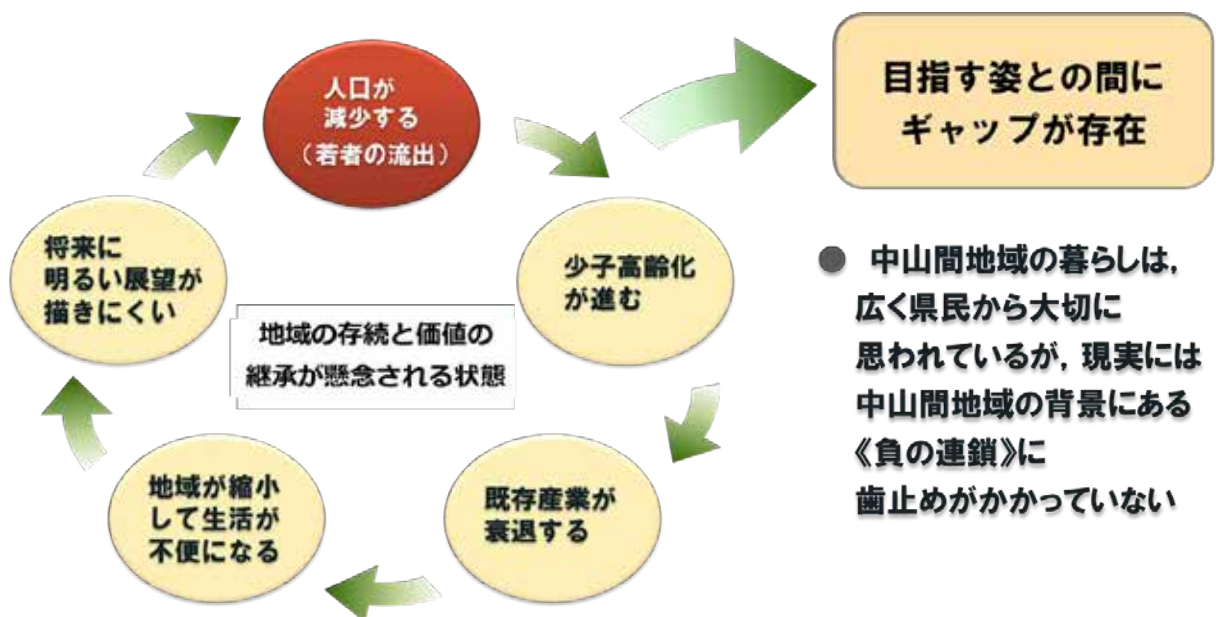 人口が
減少する
(若者の流出)
少子高齢化
が進む
既存産業が
衰退する
地域が縮小
して生活が
不便になる
将来に
明るい展望が
描きにくい
地域の存続と価値の
継承が懸念される状態
目指す姿との間に
ギャップが存在
● 中山間地域の暮らしは,
広く県民から大切に
思われているが, 現実には
中山間地域の背景にある
《負の連鎖》に
歯止めがかかっていない